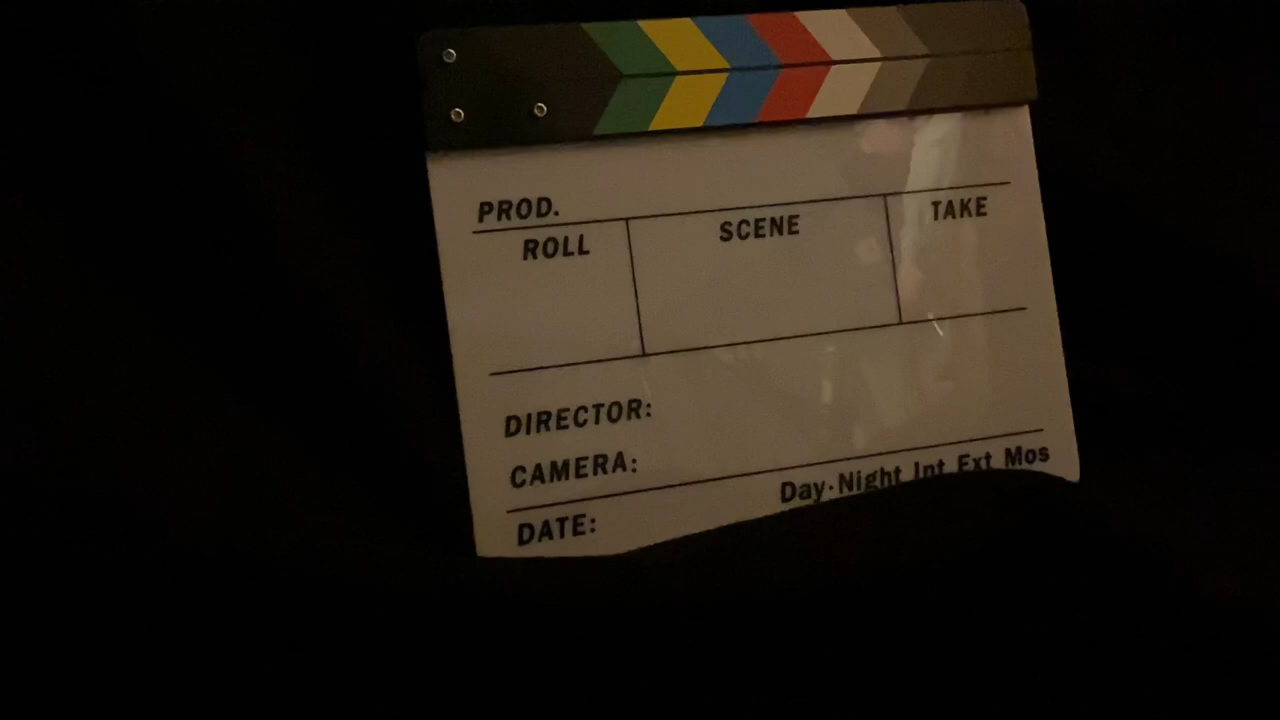 PROD.
ROLL SCENE TAKE
DIRECTOR:
CAMERA:
DATE: Day·Night Int Ext Mos